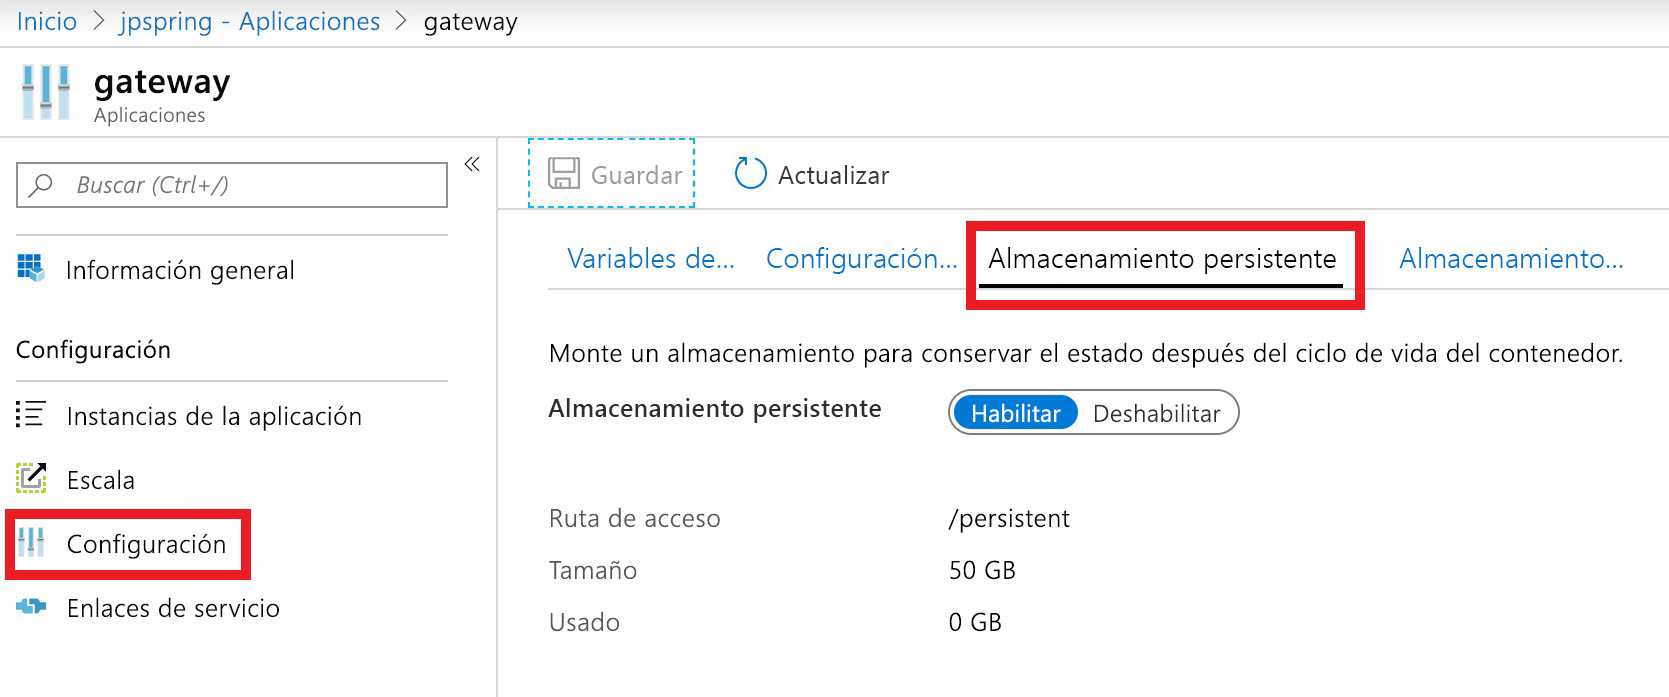 Inicio > jpspring - Aplicaciones > gateway
gateway
Aplicaciones
Buscar (Ctrl+/)
«
Información general
Configuración
Instancias de la aplicación
Escala
Configuración
Enlaces de servicio
Guardar Actualizar
Variables de... Configuración... Almacenamiento persistente Almacenamiento...
Monte un almacenamiento para conservar el estado después del ciclo de vida del contenedor.
Almacenamiento persistente Habilitar Deshabilitar
Ruta de acceso /persistent
Tamaño 50 GB
Usado 0 GB